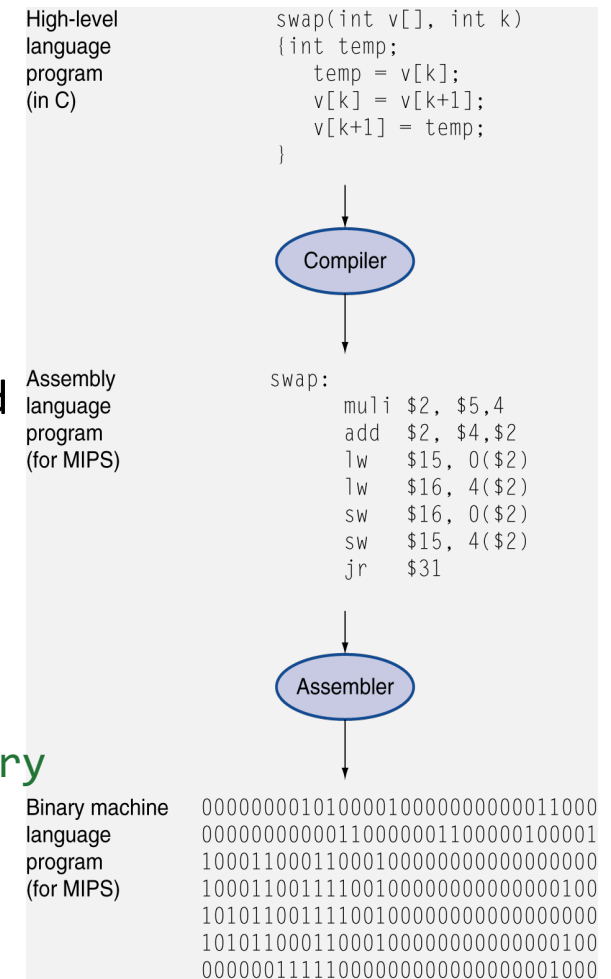 High-level swap(int v[], int k)
language {int temp;
program temp = v[k];
(in C) v[k] = v[k+1];
v[k+1] = temp;
}
Compiler
Assembly swap:
language muli $2, $5,4
program add $2, $4,$2
(for MIPS) lw $15, 0($2)
lw $16, 4($2)
sw $16, 0($2)
sw $15, 4($2)
jr $31
Assembler
ry
Binary machine 00000000101000010000000000011000
language 00000000000110000001100000100001
program 10001100011000100000000000000000
(for MIPS) 10001100111100100000000000000100
10101100111100100000000000000000
10101100011000100000000000000100
00000011111000000000000000001000